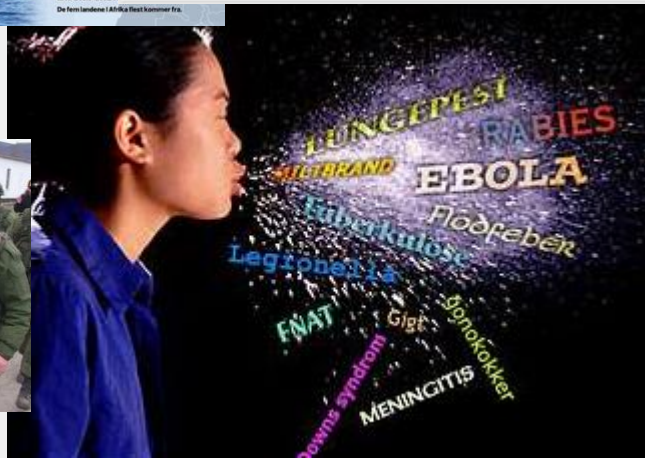 De fem landene i Afrika flest kommer fra.
LUNGEPEST
RABIES
MILTBRAND
EBOLA
Tuberkulose
Flodfeber
Legionella
FNAT
Gigt
gonokokker
Downs syndrom
MENINGITIS